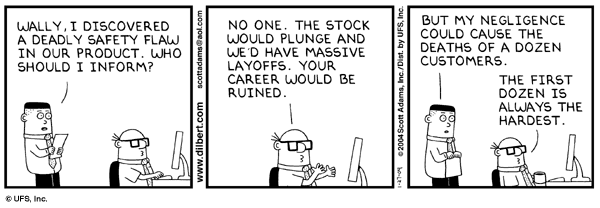 WALLY, I DISCOVERED
A DEADLY SAFETY FLAW
IN OUR PRODUCT. WHO
SHOULD I INFORM?
www.dilbert.com scottadams@aol.com
NO ONE. THE STOCK
WOULD PLUNGE AND
WE'D HAVE MASSIVE
LAYOFFS. YOUR
CAREER WOULD BE
RUINED.
© 2004 Scott Adams, Inc./Dist. by UFS, Inc.
BUT MY NEGLIGENCE
COULD CAUSE THE
DEATHS OF A DOZEN
CUSTOMERS.
THE FIRST
DOZEN IS
ALWAYS THE
HARDEST.
© UFS, Inc.